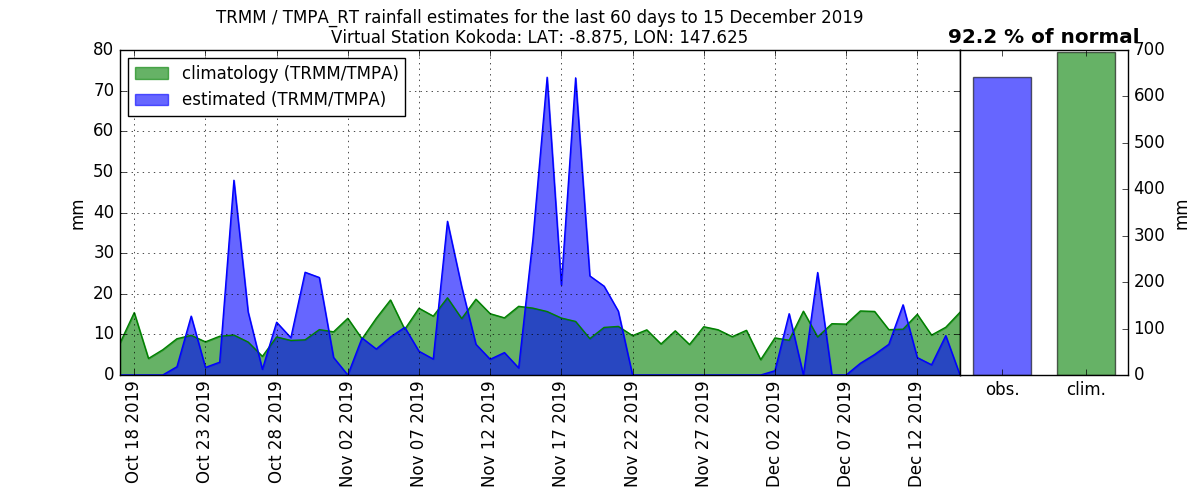 TRMM / TMPA_RT rainfall estimates for the last 60 days to 15 December 2019
Virtual Station Kokoda: LAT: -8.875, LON: 147.625
92.2 % of normal
climatology (TRMM/TMPA)
estimated (TRMM/TMPA)
80
70
60
50
40
30
20
10
0
mm
Oct 18 2019
Oct 23 2019
Oct 28 2019
Nov 02 2019
Nov 07 2019
Nov 12 2019
Nov 17 2019
Nov 22 2019
Nov 27 2019
Dec 02 2019
Dec 07 2019
Dec 12 2019
obs.
clim.
700
600
500
400
300
200
100
0
mm